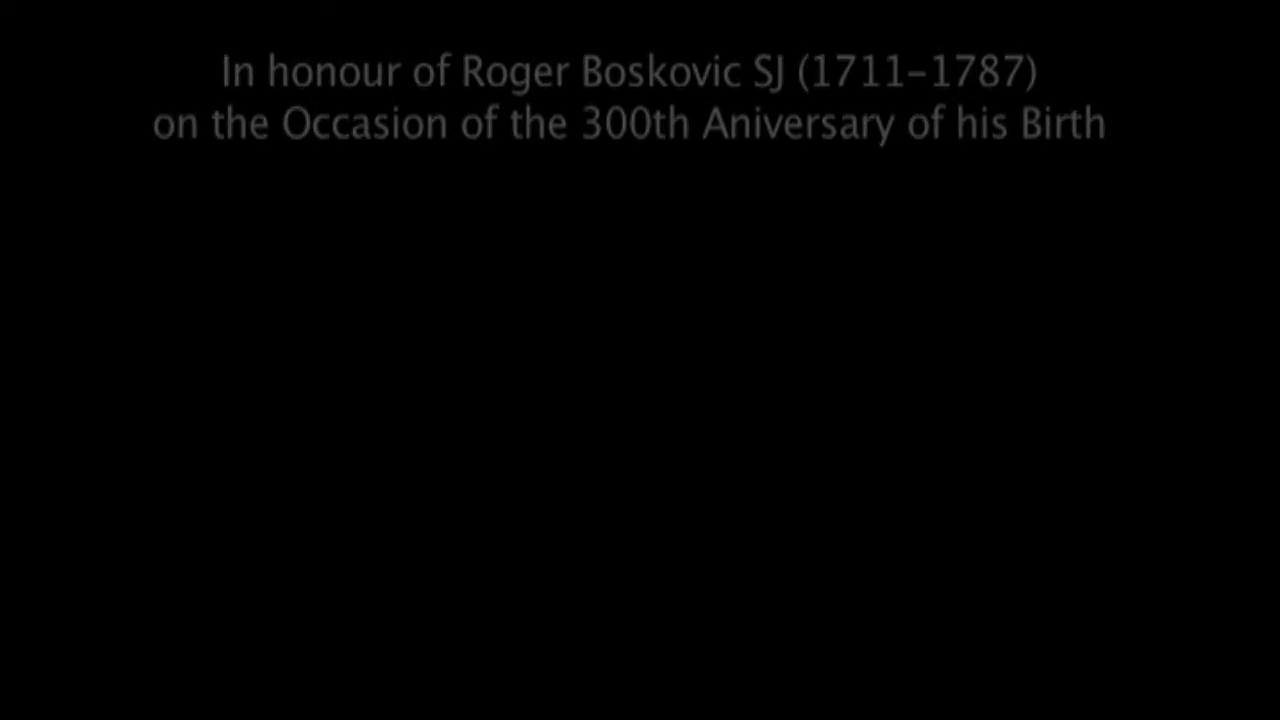 In honour of Roger Boskovic SJ (1711–1787)
on the Occasion of the 300th Aniversary of his Birth